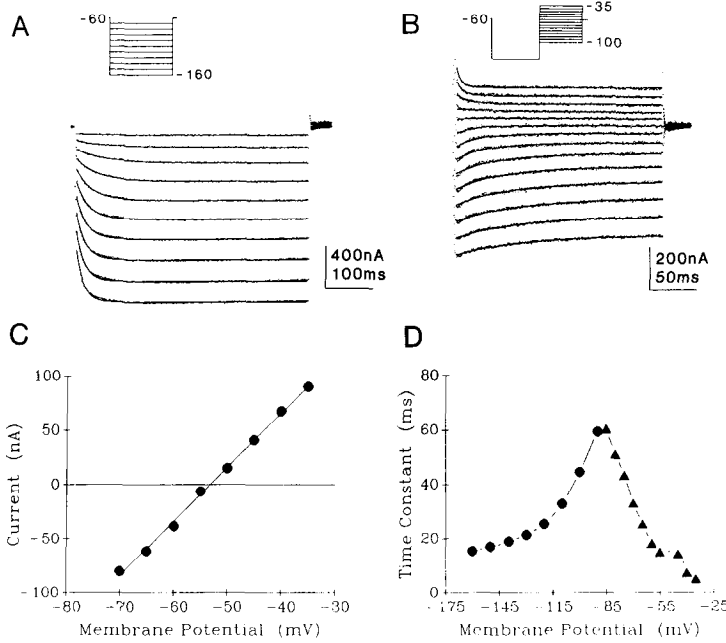 A
-60
-160
400nA
100ms
B
-60
-35
-100
200nA
50ms
C
100
50
0
-50
-100
Current (nA)
-80 -70 -60 -50 -40 -30
Membrane Potential (mV)
D
80
60
40
20
0
Time Constant (ms)
-175 -145 -115 -85 -55 -25
Membrane Potential (mV)